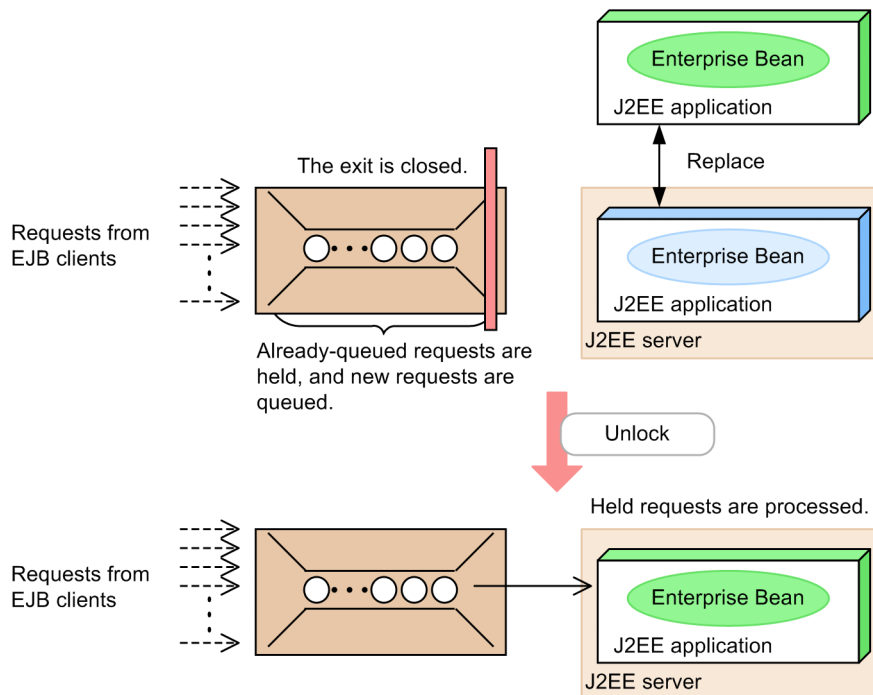 Enterprise Bean
J2EE application
The exit is closed.
Replace
Requests from
EJB clients
Enterprise Bean
J2EE application
J2EE server
Already-queued requests are
held, and new requests are
queued.
Unlock
Held requests are processed.
Requests from
EJB clients
Enterprise Bean
J2EE application
J2EE server